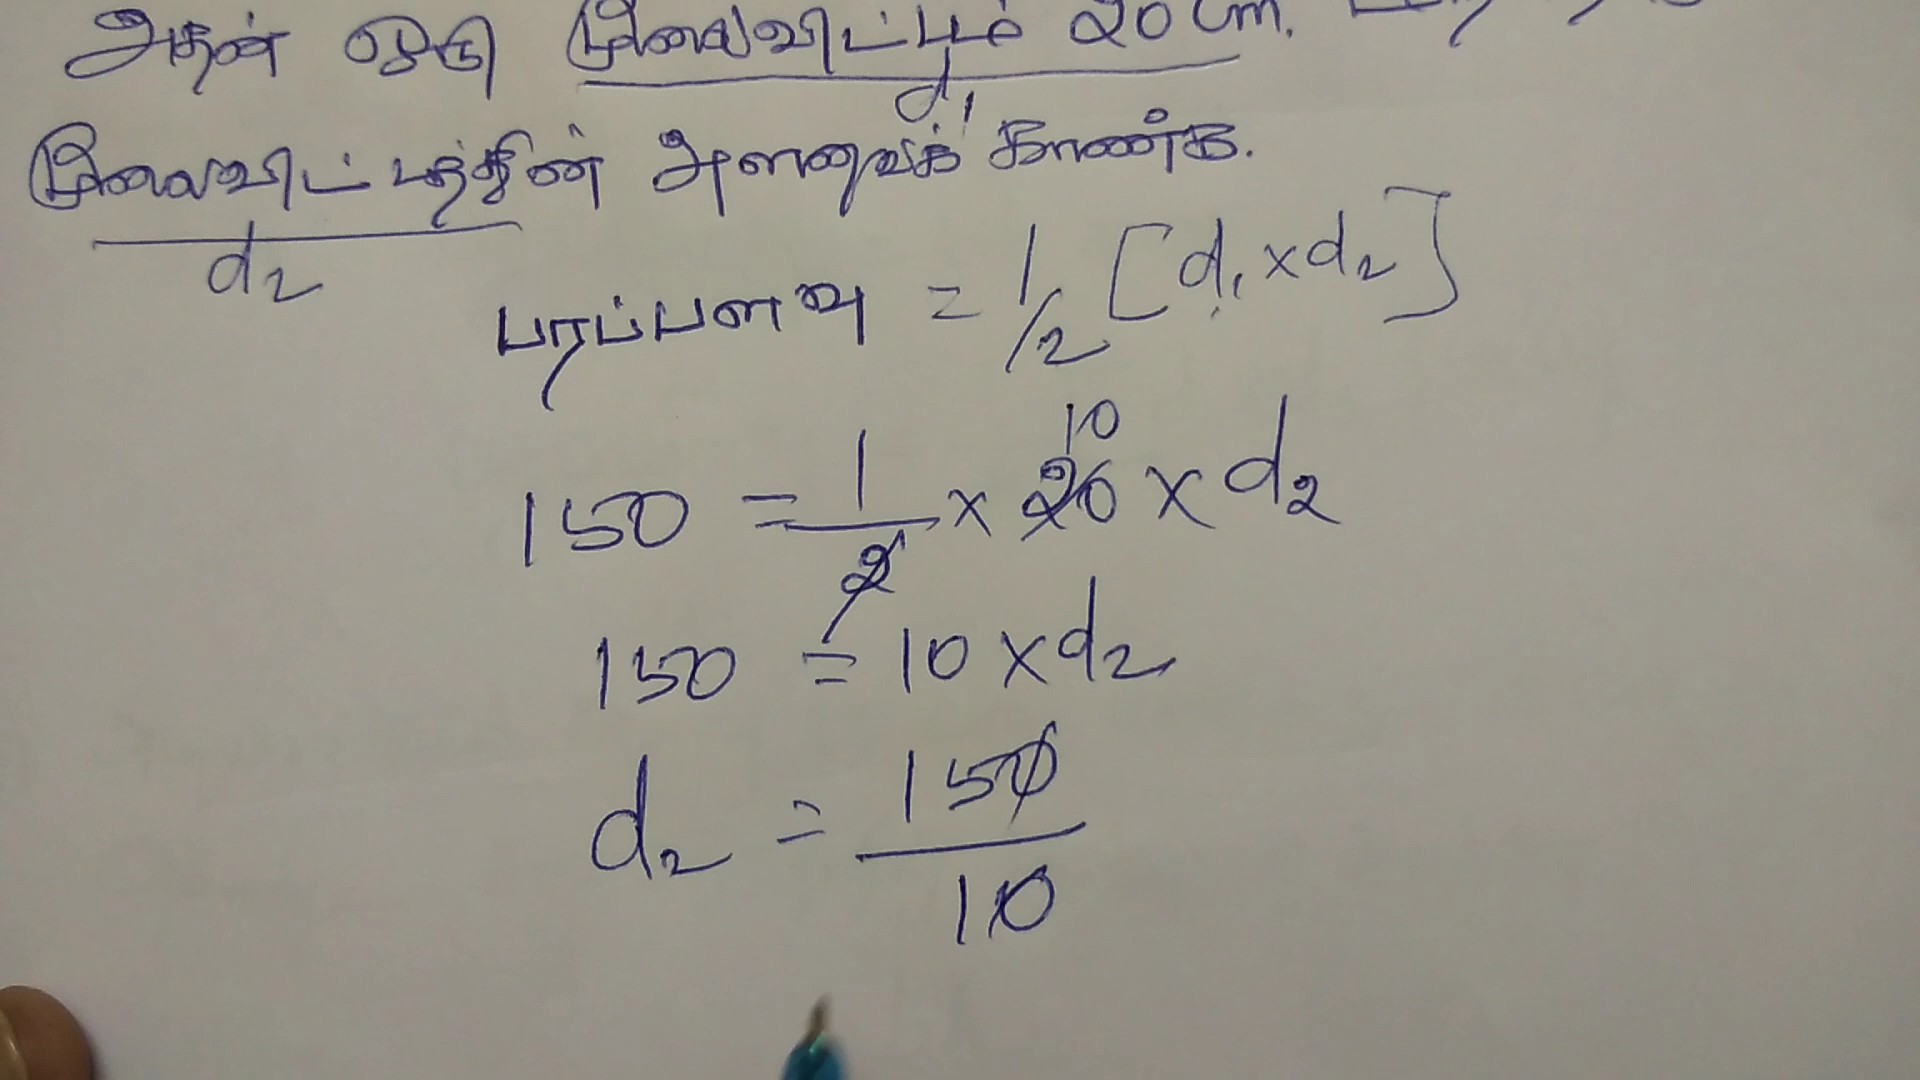 அதன் ஒரு மூலைவிட்டம் 20 cm.
d1
மூலைவிட்டத்தின் அளவைக் காண்க.
d2
பரப்பளவு = 1/2 [d1 x d2]
10
150 = 1/2 x 20 x d2
150 = 10 x d2
d2 = 150/10